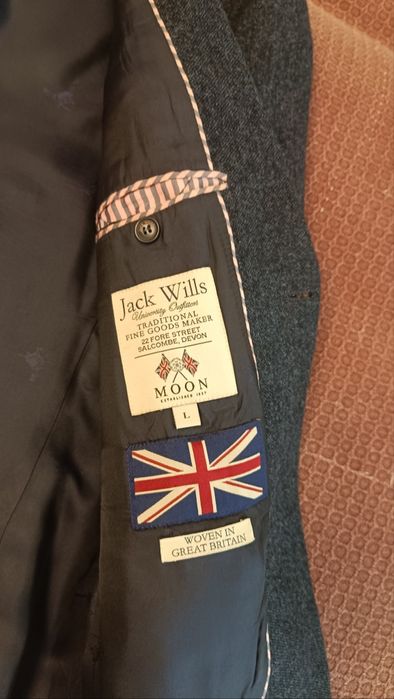 Jack Wills
University Outfitters
TRADITIONAL
FINE GOODS MAKER
22 FORE STREET
SALCOMBE, DEVON
MOON
ESTABLISHED 1837
L
WOVEN IN
GREAT BRITAIN